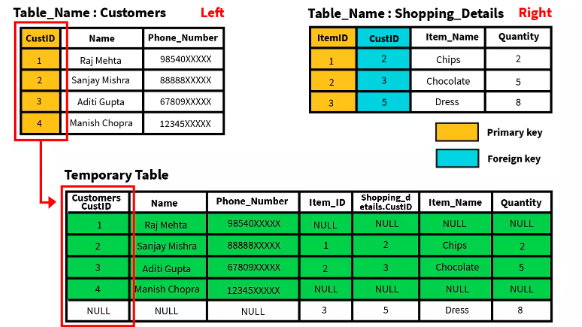 Table_Name : Customers Left
CustID Name Phone_Number
1 Raj Mehta 98540XXXXX
2 Sanjay Mishra 88888XXXXX
3 Aditi Gupta 67809XXXXX
4 Manish Chopra 12345XXXXX
Table_Name : Shopping_Details Right
ItemID CustID Item_Name Quantity
1 2 Chips 2
2 3 Chocolate 5
3 5 Dress 8
Primary key
Foreign key
Temporary Table
Customers
CustID Name Phone_Number Item_ID Shopping_d
etails.CustID Item_Name Quantity
1 Raj Mehta 98540XXXXX NULL NULL NULL NULL
2 Sanjay Mishra 88888XXXXX 1 2 Chips 2
3 Aditi Gupta 67809XXXXX 2 3 Chocolate 5
4 Manish Chopra 12345XXXXX NULL NULL NULL NULL
NULL NULL NULL 3 5 Dress 8